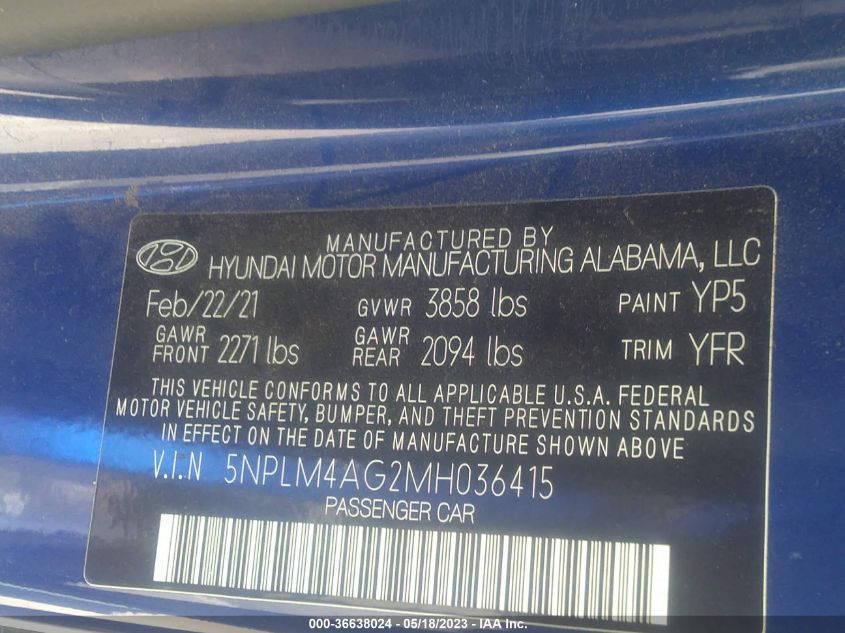 MANUFACTURED BY
HYUNDAI MOTOR MANUFACTURING ALABAMA, LLC
Feb/22/21 GVWR 3858 lbs PAINT YP5
GAWR FRONT 2271 lbs GAWR REAR 2094 lbs TRIM YFR
THIS VEHICLE CONFORMS TO ALL APPLICABLE U.S.A. FEDERAL
MOTOR VEHICLE SAFETY, BUMPER, AND THEFT PREVENTION STANDARDS
IN EFFECT ON THE DATE OF MANUFACTURE SHOWN ABOVE
V.I.N 5NPLM4AG2MH036415
PASSENGER CAR
000-36638024 - 05/18/2023 - IAA Inc.